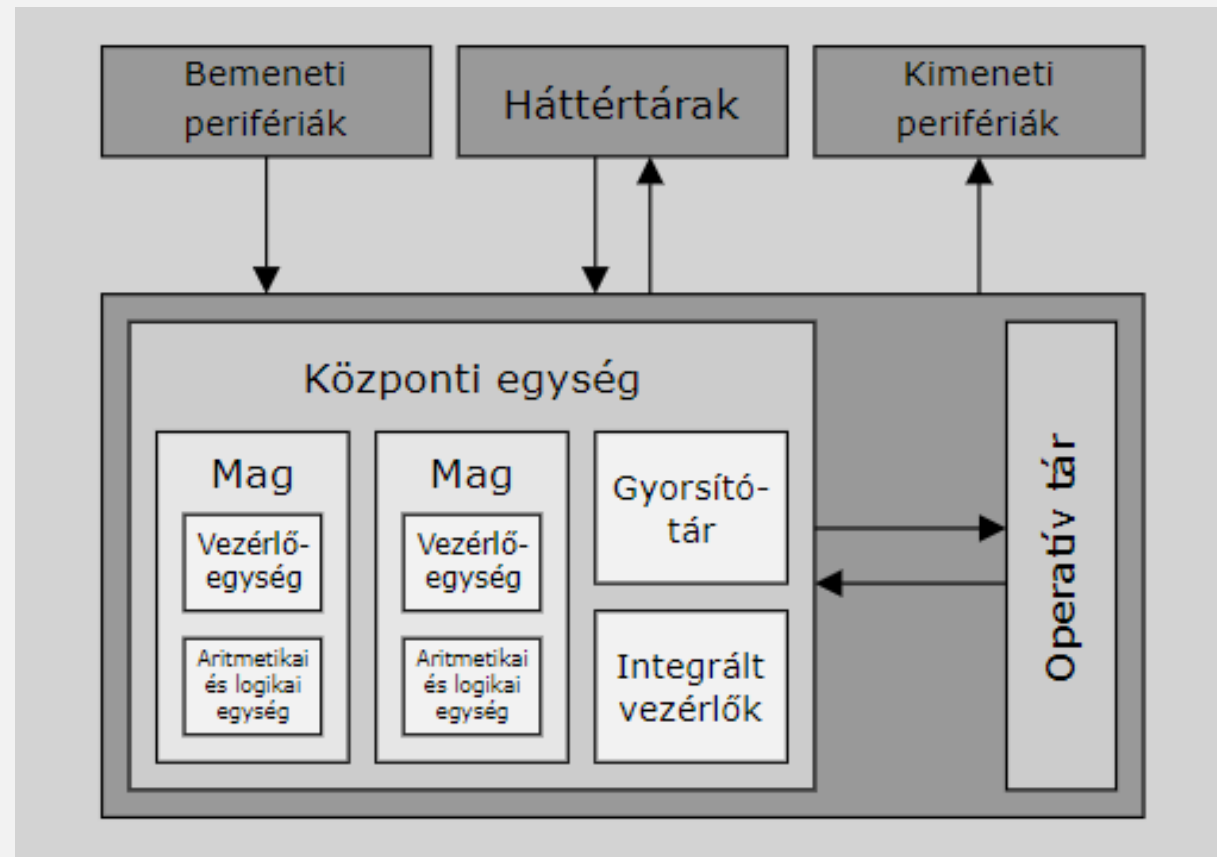 Bemeneti
perifériák
Háttértárak
Kimeneti
perifériák
Központi egység
Mag
Vezérlő-
egység
Aritmetikai
és logikai
egység
Mag
Vezérlő-
egység
Aritmetikai
és logikai
egység
Gyorsító-
tár
Integrált
vezérlők
Operatív tár